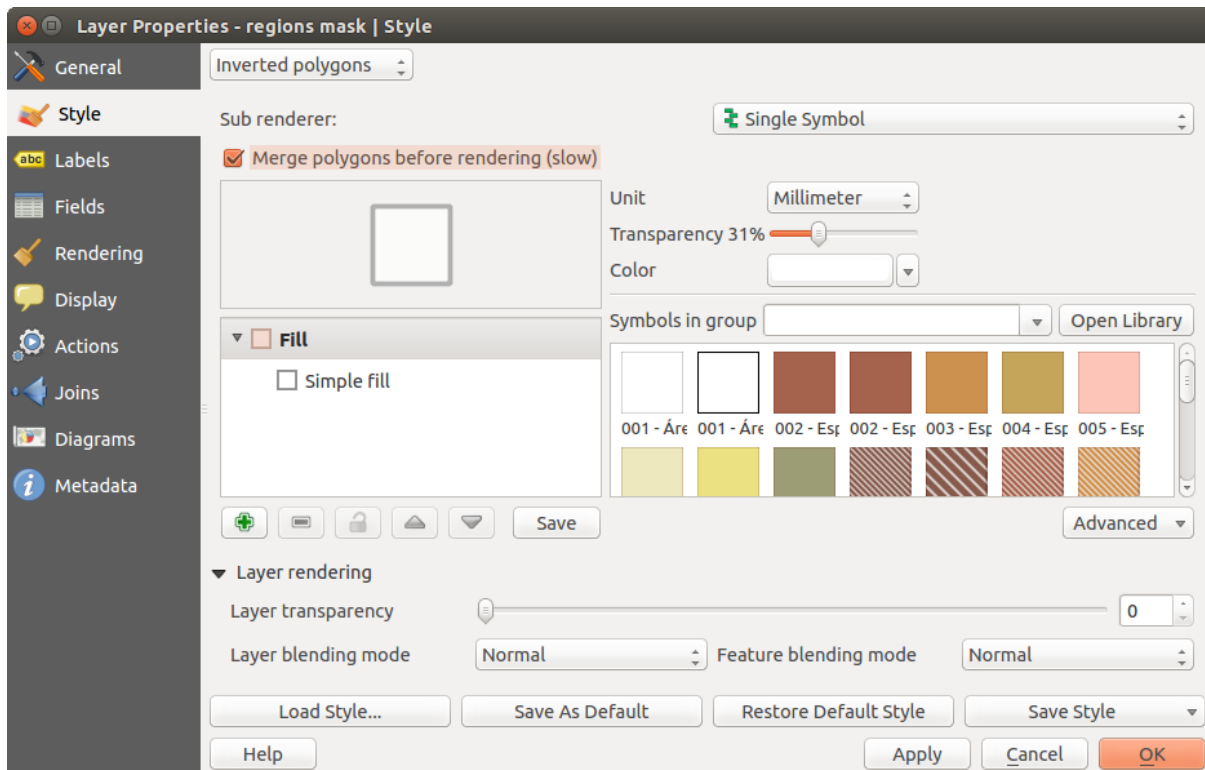 Layer Properties - regions mask | Style
General
Style
abc Labels
Fields
Rendering
Display
Actions
Joins
Diagrams
i Metadata
Inverted polygons
Sub renderer: Single Symbol
Merge polygons before rendering (slow)
Unit Millimeter
Transparency 31%
Color
Symbols in group Open Library
Fill
Simple fill
001 - Áre 001 - Áre 002 - Esp 002 - Esp 003 - Esp 004 - Esp 005 - Esp
Save Advanced
Layer rendering
Layer transparency 0
Layer blending mode Normal Feature blending mode Normal
Load Style... Save As Default Restore Default Style Save Style
Help Apply Cancel OK